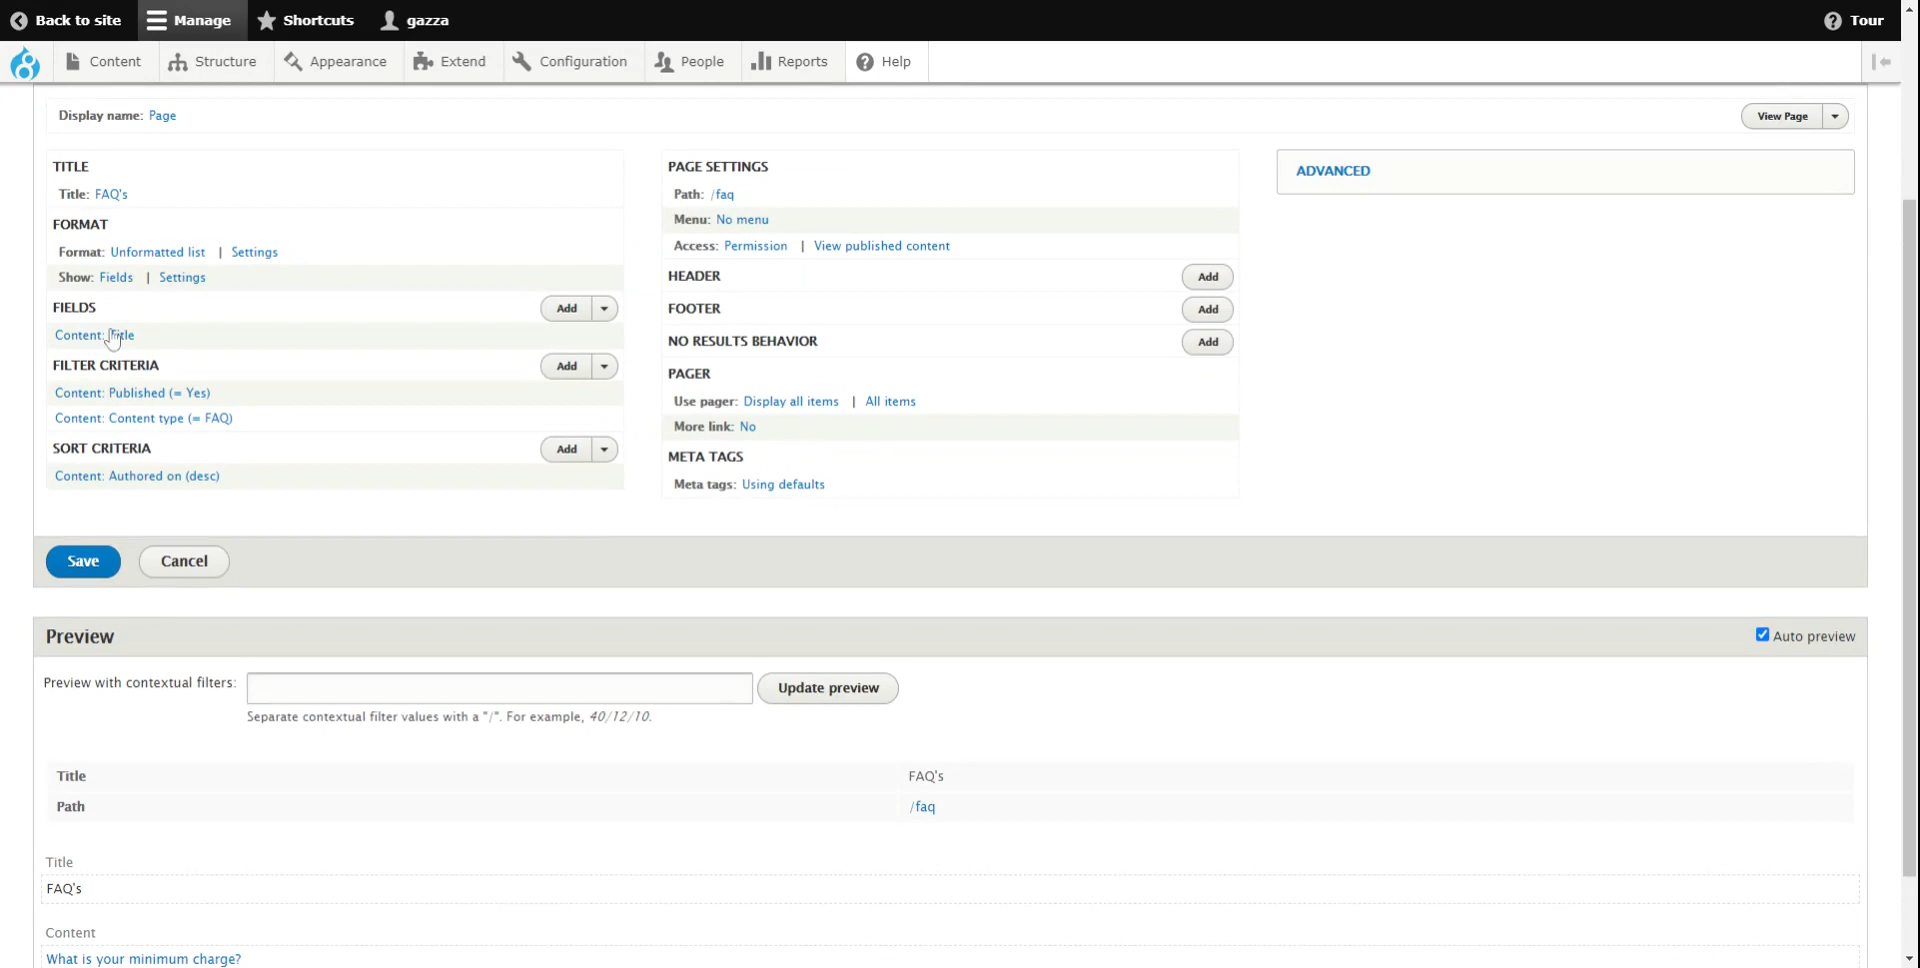 Back to site Manage Shortcuts gazza Tour
Content Structure Appearance Extend Configuration People Reports Help
Display name: Page View Page
TITLE
Title: FAQ's
FORMAT
Format: Unformatted list | Settings
Show: Fields | Settings
FIELDS Add
Content: Title
FILTER CRITERIA Add
Content: Published (= Yes)
Content: Content type (= FAQ)
SORT CRITERIA Add
Content: Authored on (desc)
PAGE SETTINGS
Path: /faq
Menu: No menu
Access: Permission | View published content
HEADER Add
FOOTER Add
NO RESULTS BEHAVIOR Add
PAGER
Use pager: Display all items | All items
More link: No
META TAGS
Meta tags: Using defaults
ADVANCED
Save Cancel
Preview Auto preview
Preview with contextual filters: Update preview
Separate contextual filter values with a "/". For example, 40/12/10.
Title FAQ's
Path /faq
Title
FAQ's
Content
What is your minimum charge?